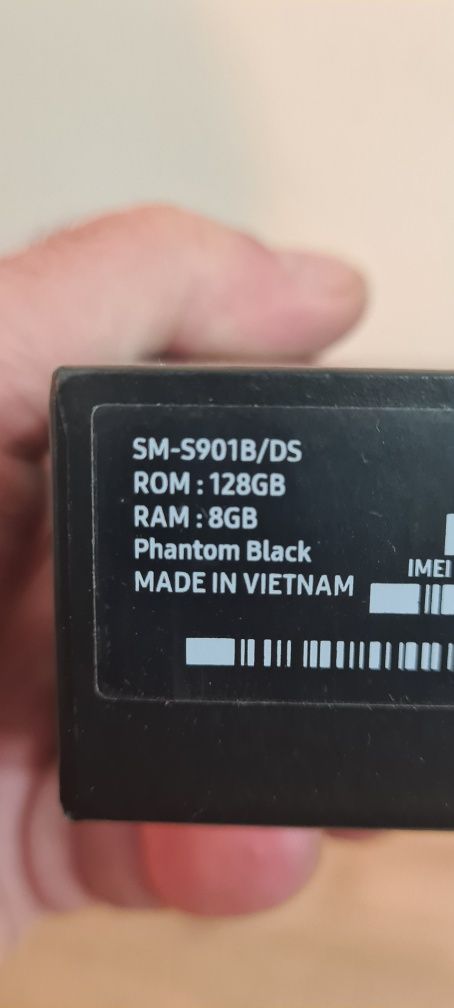 SM-S901B/DS
ROM : 128GB
RAM : 8GB
Phantom Black
MADE IN VIETNAM
IMEI